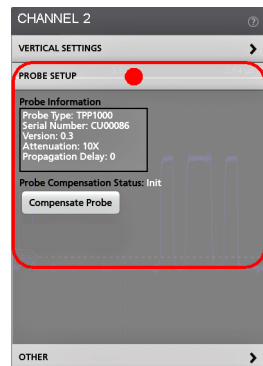 CHANNEL 2
VERTICAL SETTINGS
PROBE SETUP
Probe Information
Probe Type: TPP1000
Serial Number: CU00086
Version: 0.3
Attenuation: 10X
Propagation Delay: 0
Probe Compensation Status: Init
Compensate Probe
OTHER